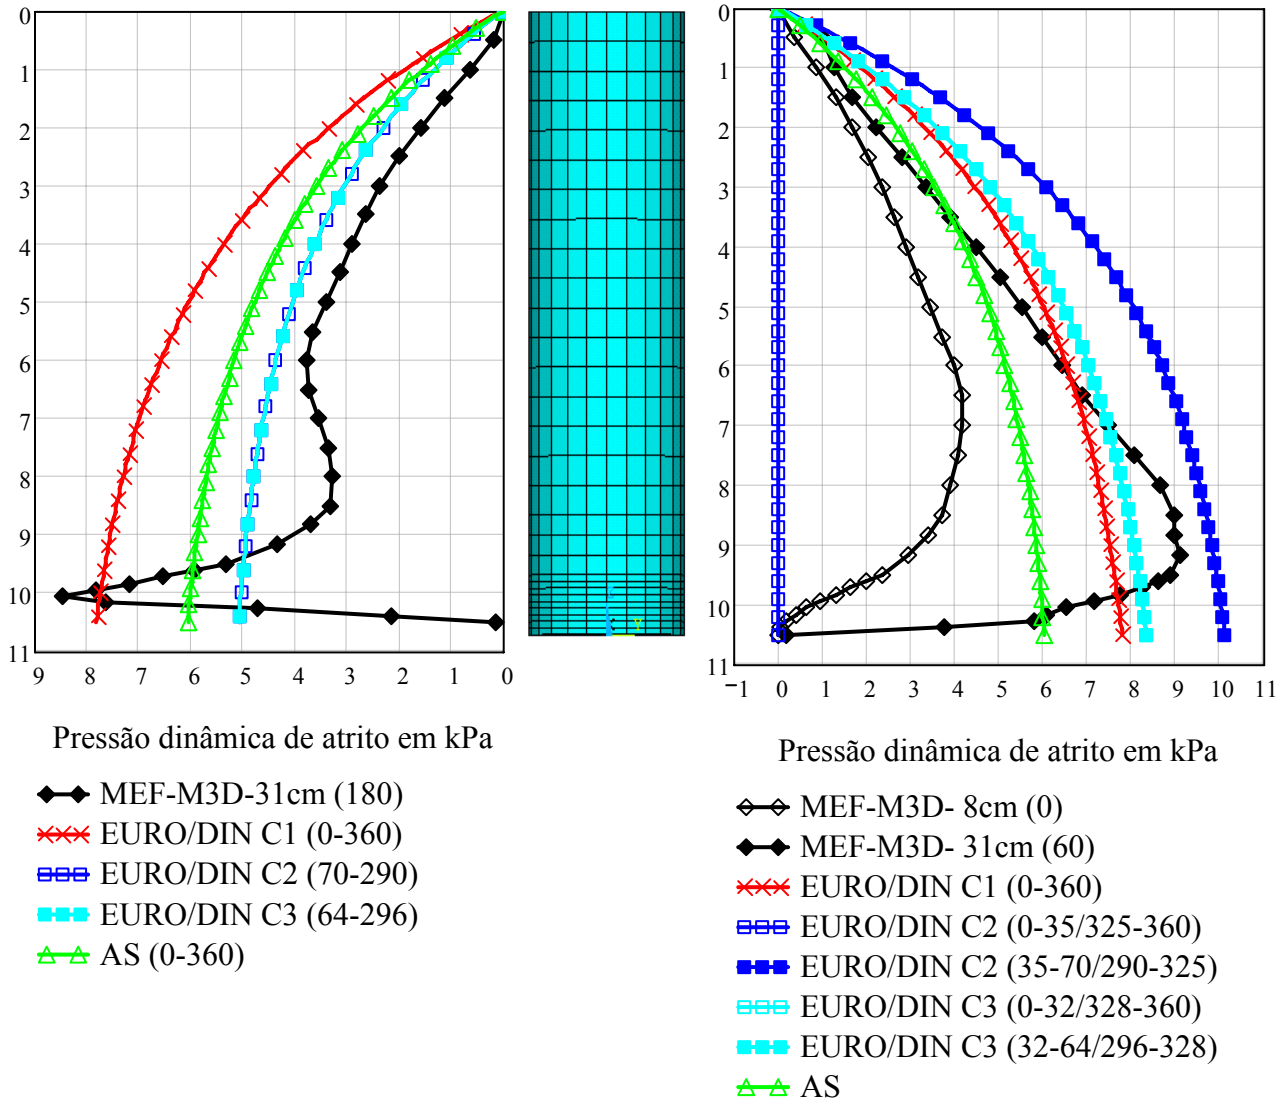 0
1
2
3
4
5
6
7
8
9
10
11
9 8 7 6 5 4 3 2 1 0
Pressão dinâmica de atrito em kPa
MEF-M3D-31cm (180)
EURO/DIN C1 (0-360)
EURO/DIN C2 (70-290)
EURO/DIN C3 (64-296)
AS (0-360)
Y
0
1
2
3
4
5
6
7
8
9
10
11
−1 0 1 2 3 4 5 6 7 8 9 10 11
Pressão dinâmica de atrito em kPa
MEF-M3D- 8cm (0)
MEF-M3D- 31cm (60)
EURO/DIN C1 (0-360)
EURO/DIN C2 (0-35/325-360)
EURO/DIN C2 (35-70/290-325)
EURO/DIN C3 (0-32/328-360)
EURO/DIN C3 (32-64/296-328)
AS